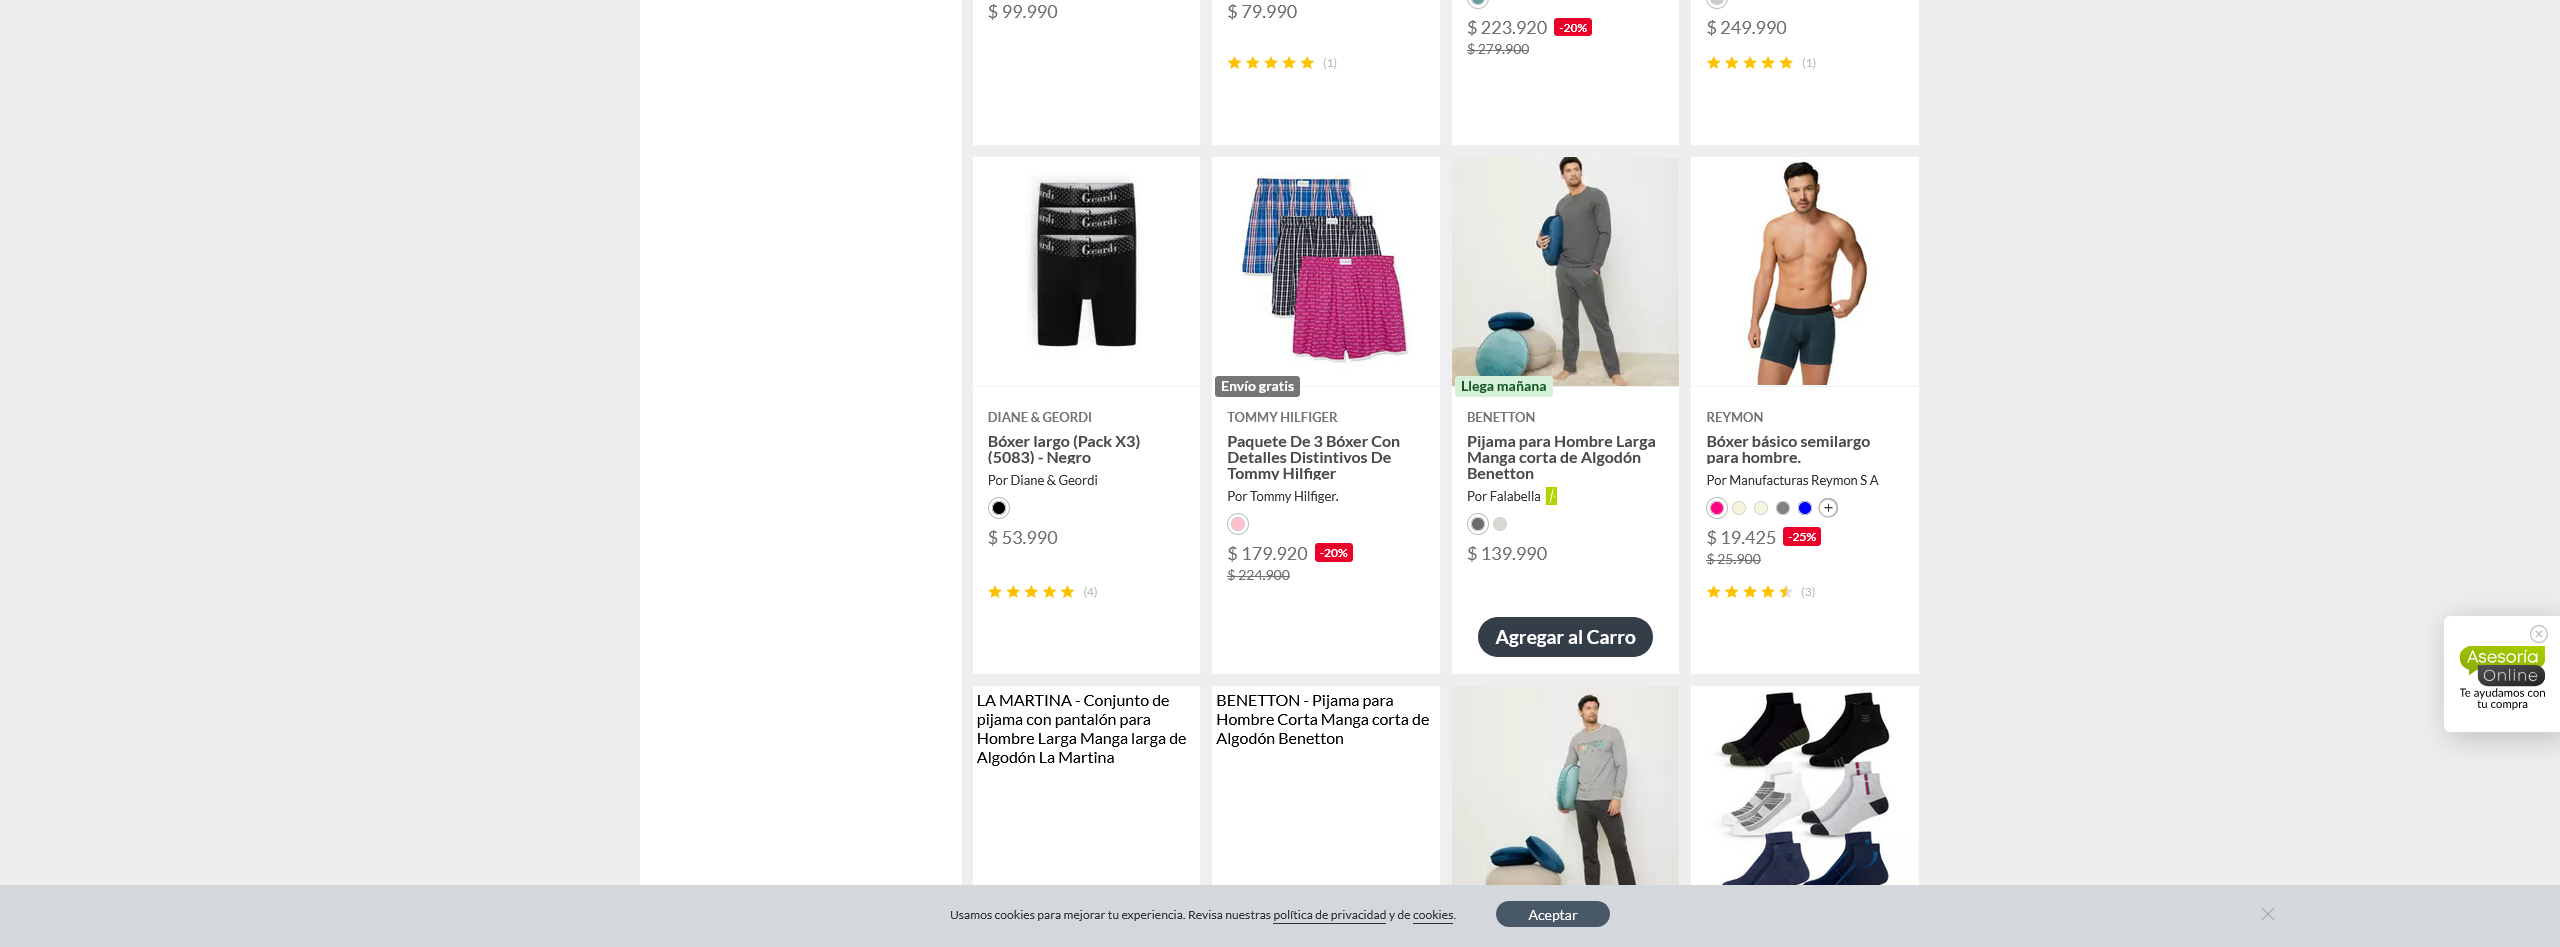 $ 99.990
$ 79.990
(1)
$ 223.920 -20%
$ 279.900
$ 249.990
(1)
Geordi
Geordi
Geordi
DIANE & GEORDI
Bóxer largo (Pack X3)
(5083) - Negro
Por Diane & Geordi
$ 53.990
(4)
Envío gratis
TOMMY HILFIGER
Paquete De 3 Bóxer Con
Detalles Distintivos De
Tommy Hilfiger
Por Tommy Hilfiger.
$ 179.920 -20%
$ 224.900
Llega mañana
BENETTON
Pijama para Hombre Larga
Manga corta de Algodón
Benetton
Por Falabella f.
$ 139.990
Agregar al Carro
REYMON
Bóxer básico semilargo
para hombre.
Por Manufacturas Reymon S A
+
$ 19.425 -25%
$ 25.900
(3)
LA MARTINA - Conjunto de
pijama con pantalón para
Hombre Larga Manga larga de
Algodón La Martina
BENETTON - Pijama para
Hombre Corta Manga corta de
Algodón Benetton
Asesoría
Online
Te ayudamos con
tu compra
Usamos cookies para mejorar tu experiencia. Revisa nuestras política de privacidad y de cookies.
Aceptar